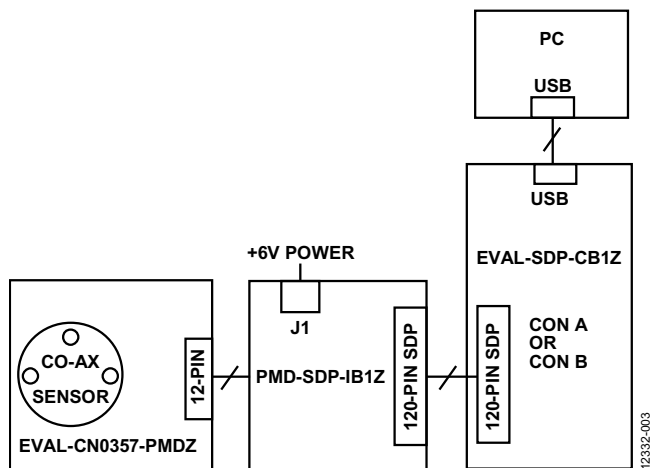 PC
USB
USB
EVAL-SDP-CB1Z
120-PIN SDP
CON A
OR
CON B
+6V POWER
J1
PMD-SDP-IB1Z
120-PIN SDP
12-PIN
CO-AX
SENSOR
EVAL-CN0357-PMDZ
12332-003